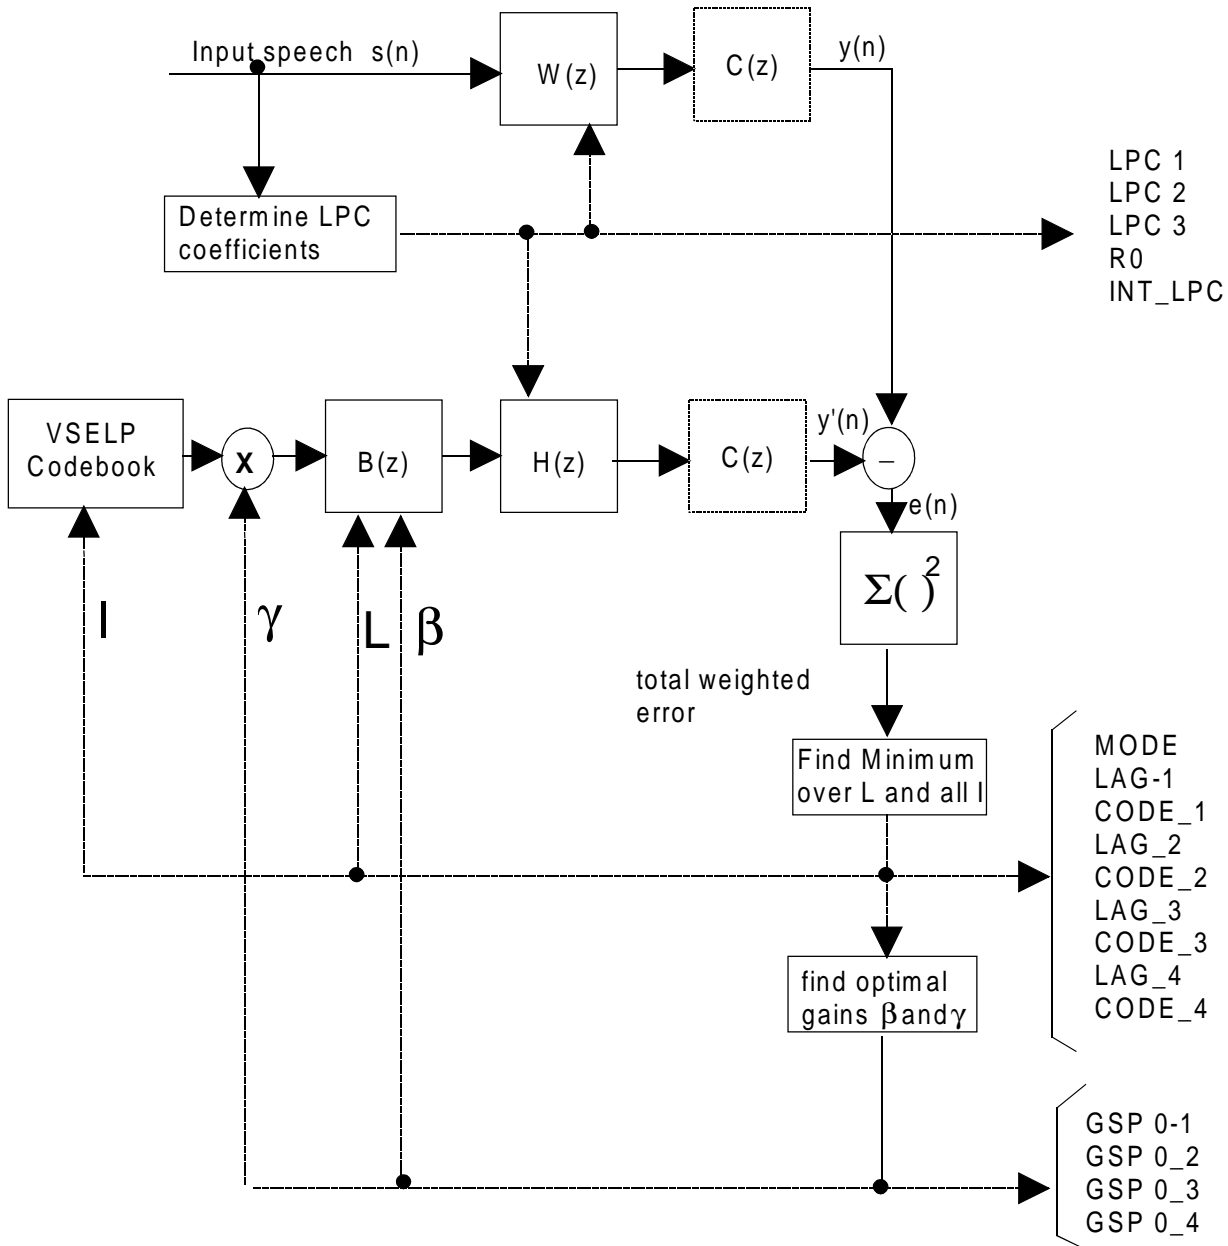 Input speech s(n)
W(z)
C(z)
y(n)
LPC 1
LPC 2
LPC 3
R0
INT_LPC
Determine LPC
coefficients
VSELP
Codebook
X
B(z)
H(z)
C(z)
y'(n)
−
e(n)
Σ( )²
I
γ
L
β
total weighted
error
Find Minimum
over L and all I
MODE
LAG-1
CODE_1
LAG_2
CODE_2
LAG_3
CODE_3
LAG_4
CODE_4
find optimal
gains β and γ
GSP 0-1
GSP 0_2
GSP 0_3
GSP 0_4